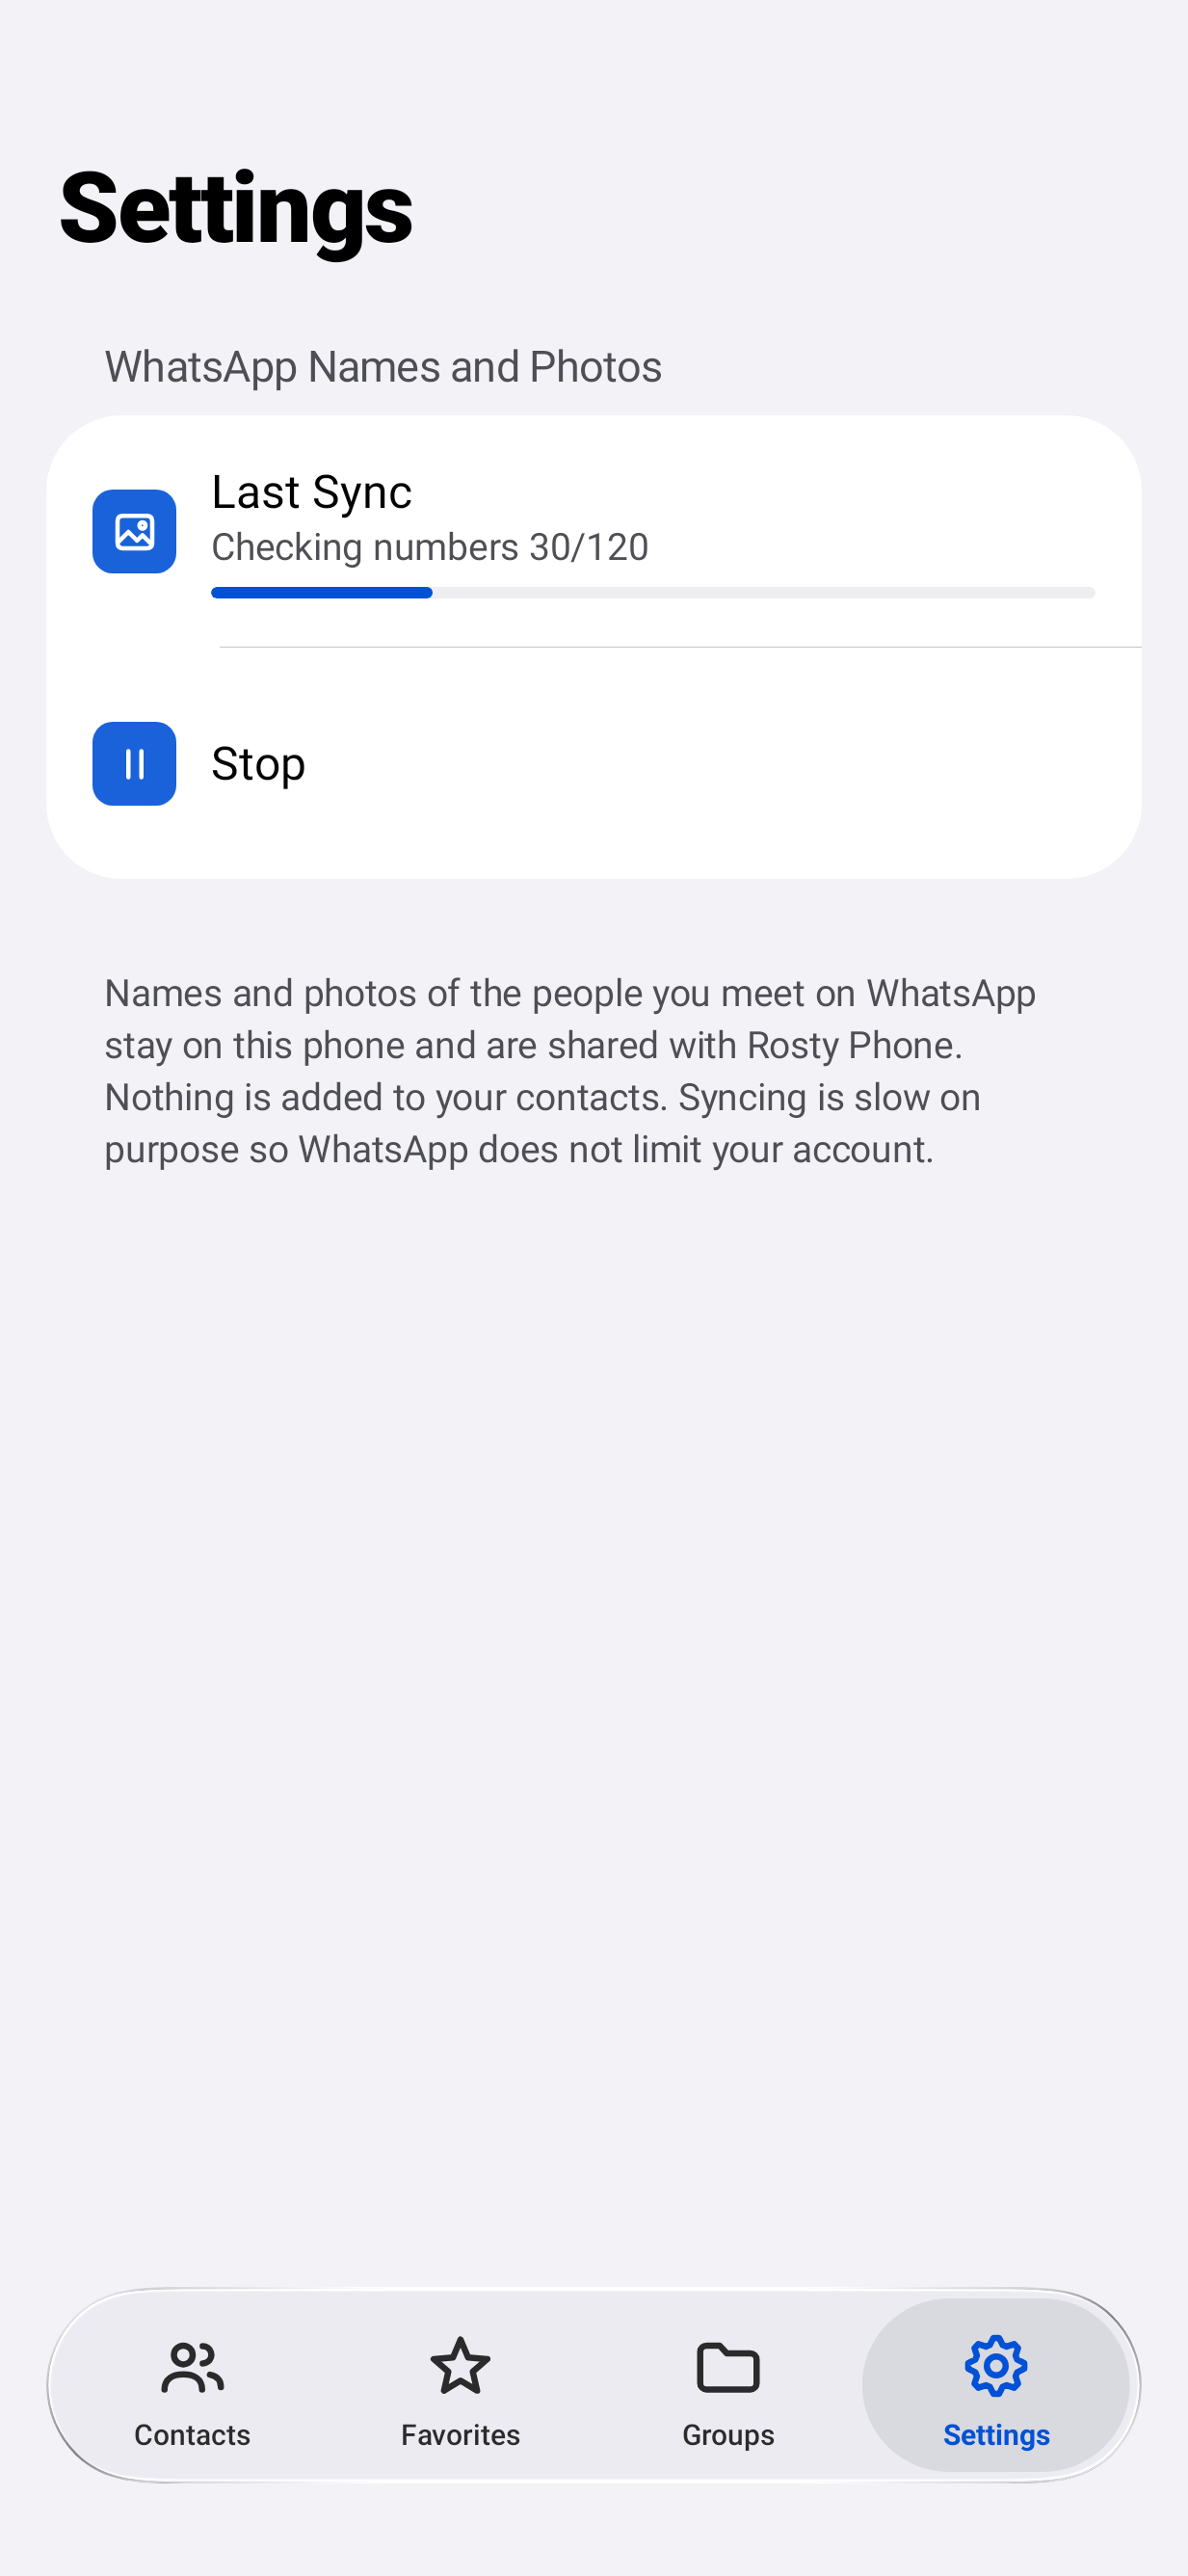 Settings
WhatsApp Names and Photos
Last Sync
Checking numbers 30/120
Stop
Names and photos of the people you meet on WhatsApp
stay on this phone and are shared with Rosty Phone.
Nothing is added to your contacts. Syncing is slow on
purpose so WhatsApp does not limit your account.
Contacts
Favorites
Groups
Settings